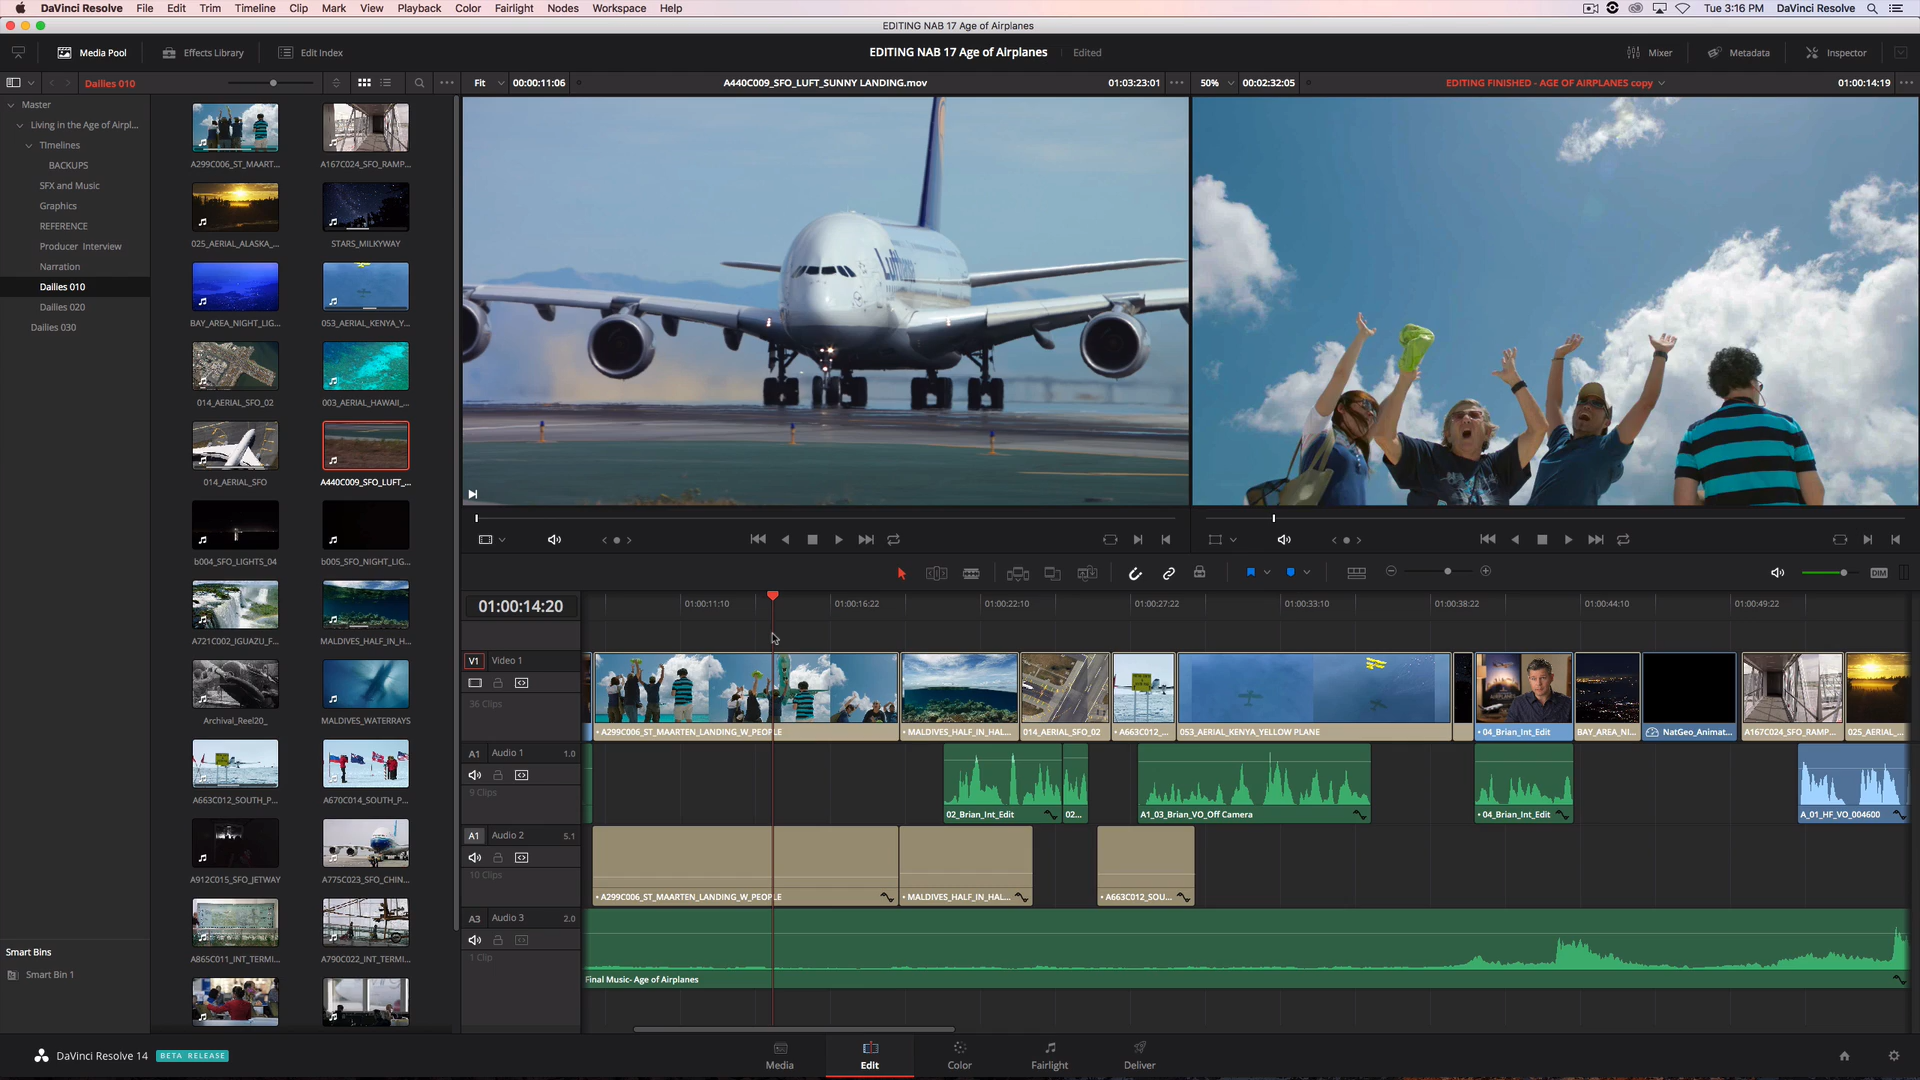 DaVinci Resolve File Edit Trim Timeline Clip Mark View Playback Color Fairlight Nodes Workspace Help
Tue 3:16 PM DaVinci Resolve
EDITING NAB 17 Age of Airplanes
Media Pool Effects Library Edit Index
EDITING NAB 17 Age of Airplanes Edited
Mixer Metadata Inspector
Dailies 010
Fit 00:00:11:06 A440C009_SFO_LUFT_SUNNY LANDING.mov 01:03:23:01
50% 00:02:32:05 EDITING FINISHED - AGE OF AIRPLANES copy 01:00:14:19
Master
Living in the Age of Airpl...
TImelines
BACKUPS
SFX and Music
Graphics
REFERENCE
Producer Interview
Narration
Dailies 010
Dailies 020
Dailies 030
Smart Bins
Smart Bin 1
A299C006_ST_MAART... A167C024_SFO_RAMP...
025_AERIAL_ALASKA_... STARS_MILKYWAY
BAY_AREA_NIGHT_LIG... 053_AERIAL_KENYA_Y...
014_AERIAL_SFO_02 003_AERIAL_HAWAII_...
014_AERIAL_SFO A440C009_SFO_LUFT_...
b004_SFO_LIGHTS_04 b005_SFO_NIGHT_LIG...
A721C002_IGUAZU_F... MALDIVES_HALF_IN_H...
Archival_Reel20_ MALDIVES_WATERRAYS
A663C012_SOUTH_P... A670C014_SOUTH_P...
A912C015_SFO_JETWAY A775C023_SFO_CHIN...
A865C011_INT_TERMI... A790C022_INT_TERMI...
DIM
01:00:14:20
01:00:11:10 01:00:16:22 01:00:22:10 01:00:27:22 01:00:33:10 01:00:38:22 01:00:44:10 01:00:49:22
V1 Video 1
36 Clips
• A299C006_ST_MAARTEN_LANDING_W_PEOPLE • MALDIVES_HALF_IN_HAL... 014_AERIAL_SFO_02 • A663C012_... 053_AERIAL_KENYA_YELLOW PLANE • 04_Brian_Int_Edit BAY_AREA_NI... NatGeo_Animat... A167C024_SFO_RAMP... 025_AERIAL_...
A1 Audio 1 1.0
9 Clips
02_Brian_Int_Edit 02... A1_03_Brian_VO_Off Camera • 04_Brian_Int_Edit A_01_HF_VO_004600
A1 Audio 2 5.1
10 Clips
• A299C006_ST_MAARTEN_LANDING_W_PEOPLE • MALDIVES_HALF_IN_HAL... • A663C012_SOU...
A3 Audio 3 2.0
1 Clip
Final Music- Age of Airplanes
DaVinci Resolve 14 BETA RELEASE
Media Edit Color Fairlight Deliver